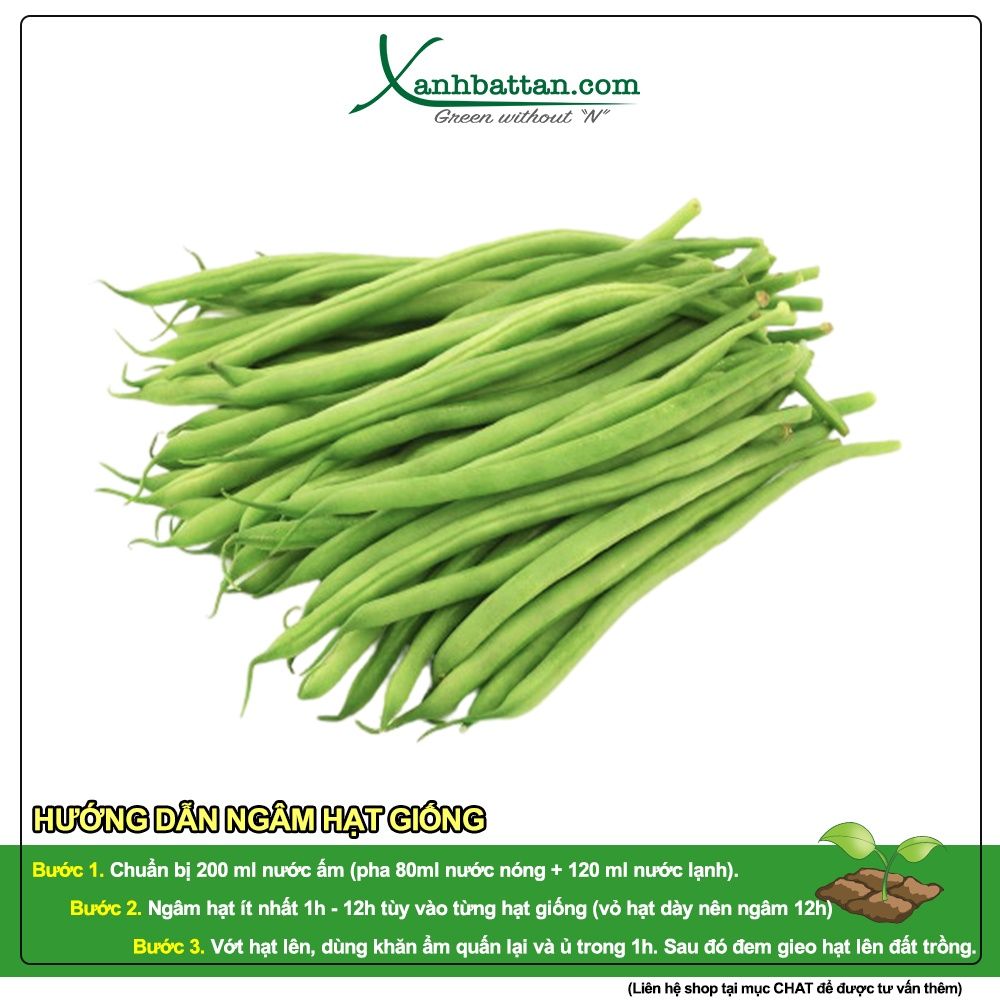 Xanhbattan.com
Green without "N"
HƯỚNG DẪN NGÂM HẠT GIỐNG
Bước 1. Chuẩn bị 200 ml nước ấm (pha 80ml nước nóng + 120 ml nước lạnh).
Bước 2. Ngâm hạt ít nhất 1h - 12h tùy vào từng hạt giống (vỏ hạt dày nên ngâm 12h)
Bước 3. Vớt hạt lên, dùng khăn ẩm quấn lại và ủ trong 1h. Sau đó đem gieo hạt lên đất trồng.
(Liên hệ shop tại mục CHAT để được tư vấn thêm)